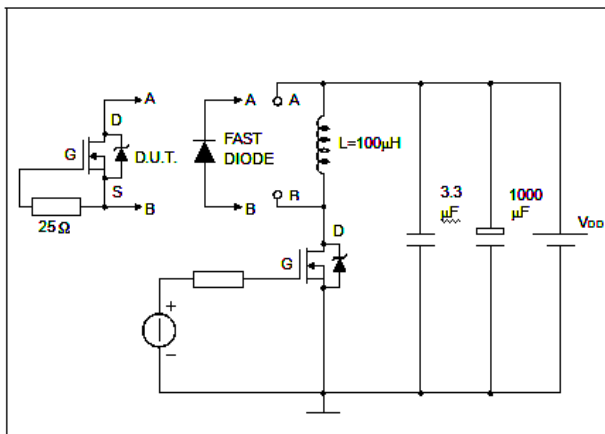 A
A
A
D
G
D.U.T.
FAST
DIODE
L=100µH
S
B
B
R
25Ω
D
G
3.3
µF
1000
µF
VDD
+
−